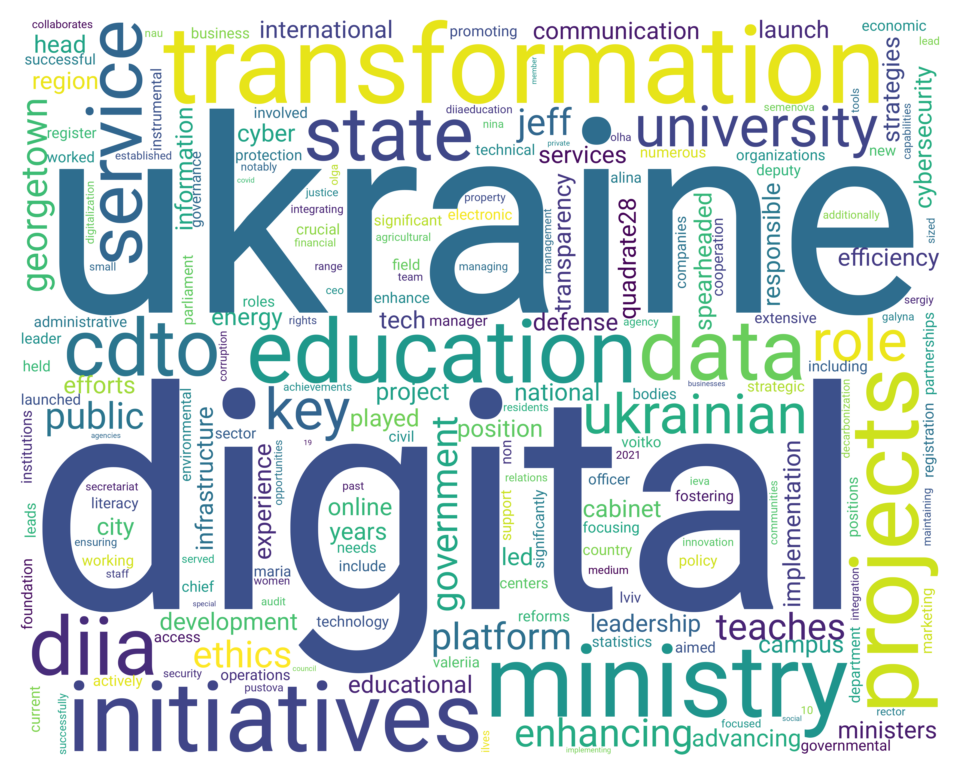 collaborates
nau
business
international
promoting
communication
launch
economic
lead
head
successful
region
service
transformation
member
strategies
instrumental
georgetown
register
worked
established
information
governance
involved
cyber
protection
notably
covid
state
diiaeducation
nina
technical
jeff
private
services
olha
university
semenova
tools
numerous
organizations
deputy
capabilities
new
cybersecurity
ukraine
digitalization
small
parliament
olga
justice
integrating
crucial
financial
range
ceo
roles
property
significant
electronic
agricultural
field
team
managing
enhance
management
transparency
alina
quadrate28
companies
cooperation
spearheaded
responsible
additionally
sized
efficiency
sergiy
administrative
leader
held
energy
rights
tech
manager
defense
agency
extensive
galyna
cdto
corruption
education
data
role
including
partnerships
efforts
launched
achievements
project
national
bodies
businesses
strategic
projects
public
agencies
environmental
key
residents
played
civil
position
ukrainian
decarbonization
registration
institutions
digital
infrastructure
sector
experience
opportunities
19
government
non
voitko
2021
secretariat
literacy
past
relations
officer
ieva
fostering
communities
implementation
positions
maintaining
leads
city
ensuring
online
years
support
significantly
cabinet
focusing
innovation
working
staff
served
needs
include
led
country
policy
maria
women
chief
special
audit
centers
medium
lviv
integration
foundation
diia
access
development
technology
reforms
leadership
teaches
marketing
ethics
council
platform
statistics
aimed
campus
department
actively
security
operations
pustova
valeriia
educational
ministry
current
successfully
initiatives
ilves
enhancing
implementing
advancing
focused
social
10
rector
ministers
governmental